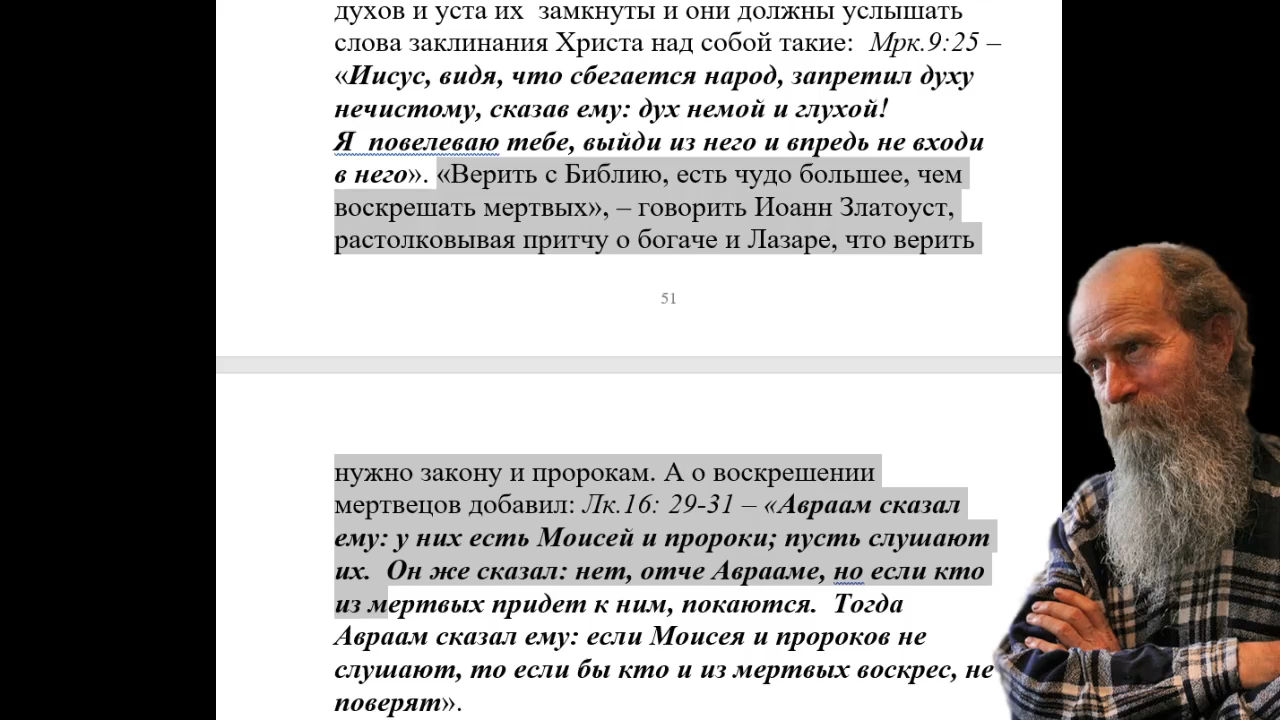 духов и уста их  замкнуты и они должны услышать
слова заклинания Христа над собой такие:  Мрк.9:25 –
«Иисус, видя, что сбегается народ, запретил духу
нечистому, сказав ему: дух немой и глухой!
Я  повелеваю тебе, выйди из него и впредь не входи
в него». «Верить с Библию, есть чудо большее, чем
воскрешать мертвых», – говорить Иоанн Златоуст,
растолковывая притчу о богаче и Лазаре, что верить
51
нужно закону и пророкам. А о воскрешении
мертвецов добавил: Лк.16: 29-31 – «Авраам сказал
ему: у них есть Моисей и пророки; пусть слушают
их.  Он же сказал: нет, отче Аврааме, но если кто
из мертвых придет к ним, покаются.  Тогда
Авраам сказал ему: если Моисея и пророков не
слушают, то если бы кто и из мертвых воскрес, не
поверят».